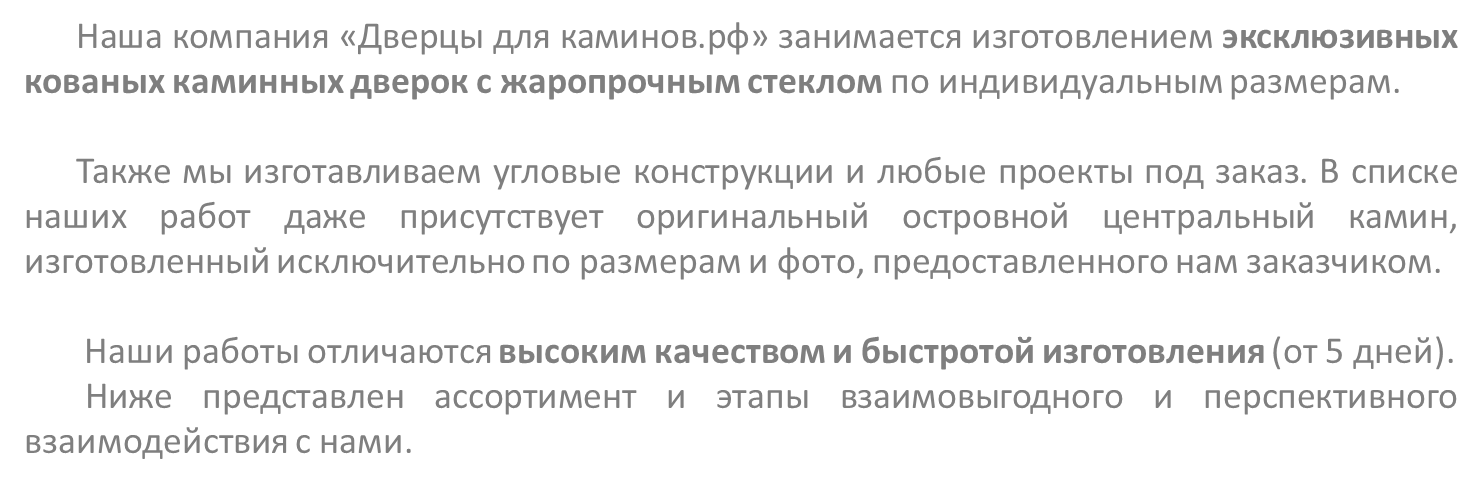 Наша компания «Дверцы для каминов.рф» занимается изготовлением эксклюзивных
кованых каминных дверок с жаропрочным стеклом по индивидуальным размерам.
Также мы изготавливаем угловые конструкции и любые проекты под заказ. В списке
наших работ даже присутствует оригинальный островной центральный камин,
изготовленный исключительно по размерам и фото, предоставленного нам заказчиком.
Наши работы отличаются высоким качеством и быстротой изготовления (от 5 дней).
Ниже представлен ассортимент и этапы взаимовыгодного и перспективного
взаимодействия с нами.